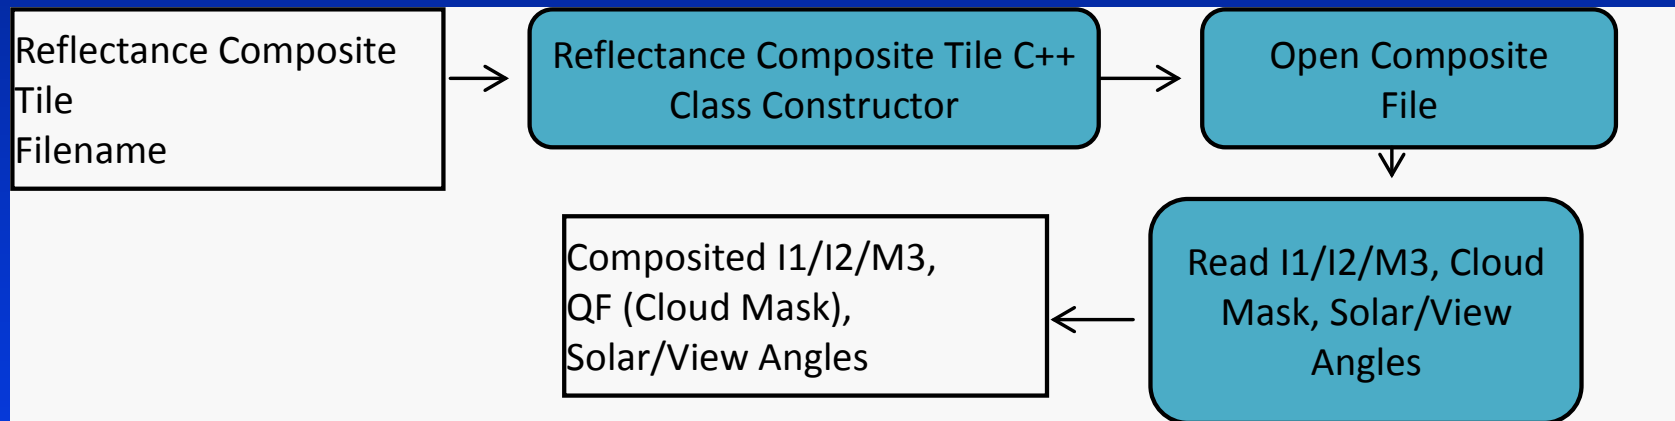 Reflectance Composite
Tile
Filename
Reflectance Composite Tile C++
Class Constructor
Open Composite
File
Read I1/I2/M3, Cloud
Mask, Solar/View
Angles
Composited I1/I2/M3,
QF (Cloud Mask),
Solar/View Angles